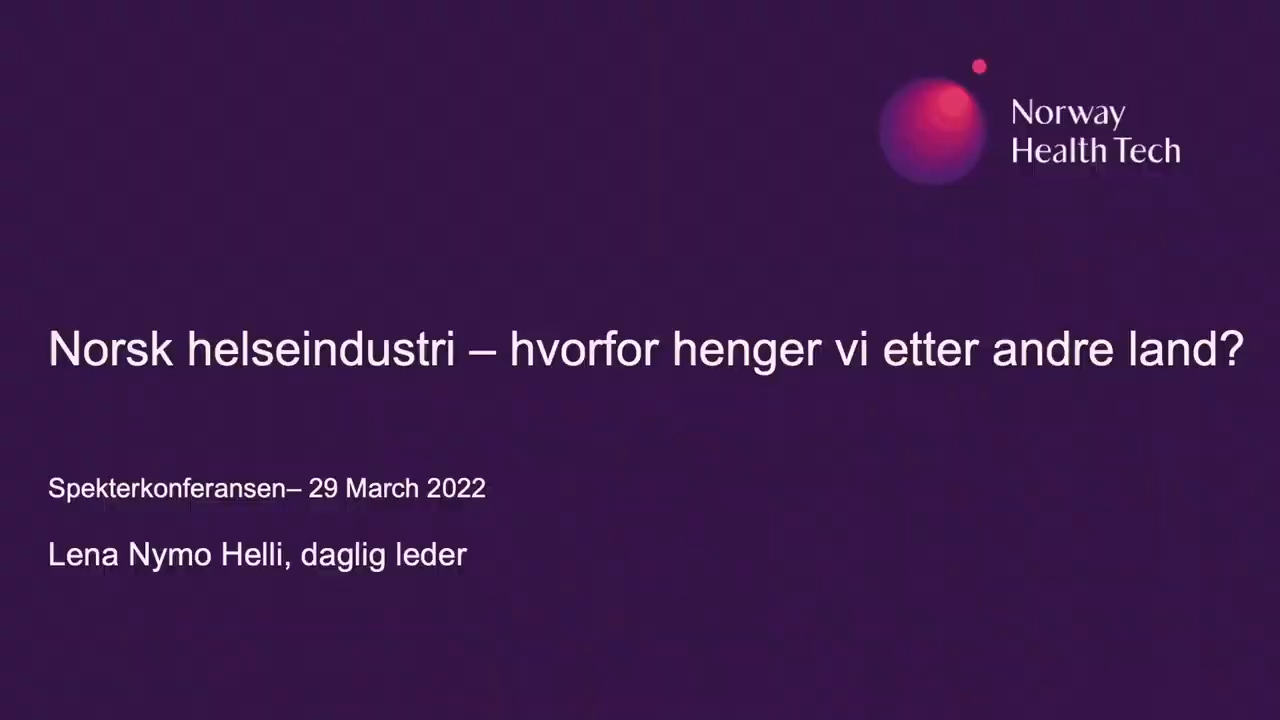 Norway
Health Tech
Norsk helseindustri – hvorfor henger vi etter andre land?
Spekterkonferansen– 29 March 2022
Lena Nymo Helli, daglig leder